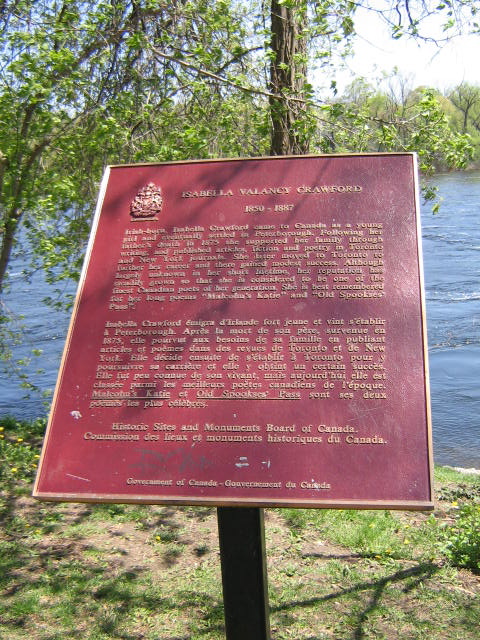 ISABELLA VALANCY CRAWFORD
1850 - 1887
Irish-born, Isabella Crawford came to Canada as a young
girl and eventually settled in Peterborough. Following her
father's death in 1875 she supported her family through
writing, and published articles, fiction and poetry in Toronto
and New York journals. She later moved to Toronto to
further her career and there gained modest success. Although
largely unknown in her short lifetime, her reputation has
steadily grown so that she is considered to be one of the
finest Canadian poets of her generation. She is best remembered
for her long poems "Malcolm's Katie" and "Old Spookses'
Pass".
Isabella Crawford émigra d'Irlande fort jeune et vint s'établir
à Peterborough. Après la mort de son père, survenue en
1875, elle pourvut aux besoins de sa famille en publiant
articles et poèmes dans des revues de Toronto et de New
York. Elle décide ensuite de s'établir à Toronto pour y
poursuivre sa carrière et elle y obtint un certain succès.
Elle fut peu connue de son vivant, mais aujourd'hui elle est
classée parmi les meilleurs poètes canadiens de l'époque.
Malcolm's Katie et Old Spookses' Pass sont ses deux
poèmes les plus célèbres.
Historic Sites and Monuments Board of Canada.
Commission des lieux et monuments historiques du Canada.
Government of Canada - Gouvernement du Canada